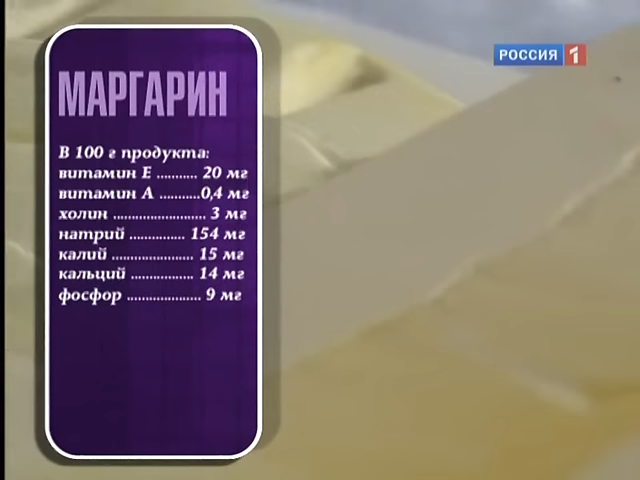 РОССИЯ 1
МАРГАРИН
В 100 г продукта:
витамин Е ........... 20 мг
витамин А ...........0,4 мг
холин ......................... 3 мг
натрий ............... 154 мг
калий ...................... 15 мг
кальций ................. 14 мг
фосфор .................... 9 мг